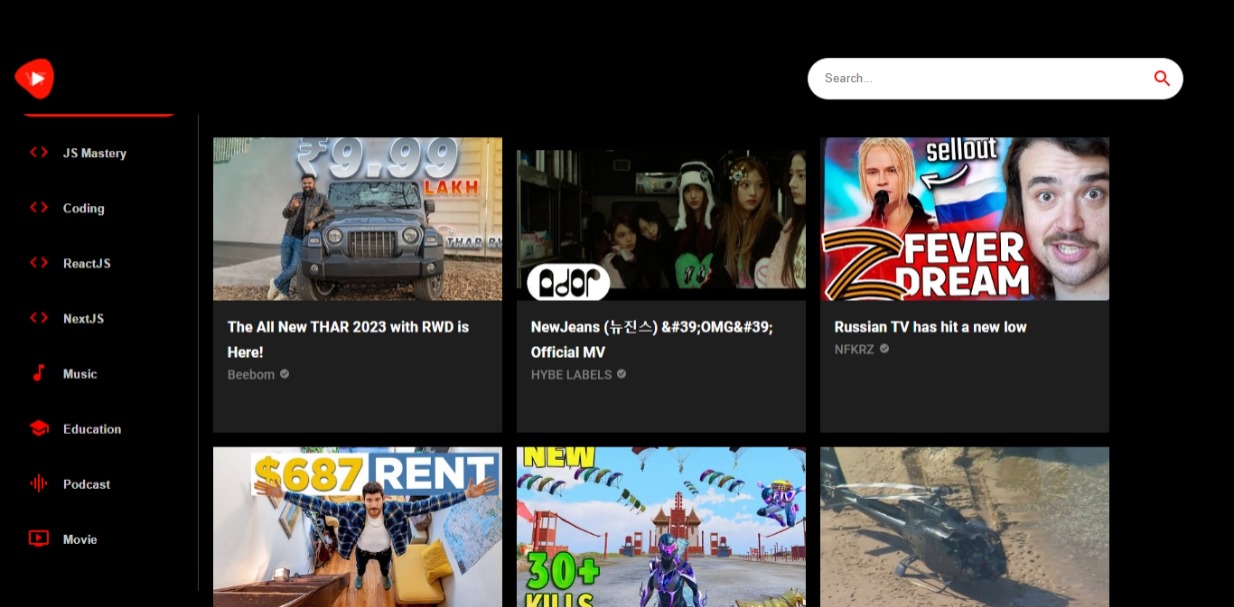 Search...
JS Mastery
Coding
ReactJS
NextJS
Music
Education
Podcast
Movie
₹9.99
LAKH
THAR RW
The All New THAR 2023 with RWD is
Here!
Beebom
ador
NewJeans (뉴진스) &#39;OMG&#39;
Official MV
HYBE LABELS
sellout
Z FEVER
DREAM
Russian TV has hit a new low
NFKRZ
$687 RENT
NEW
30+
KILLS